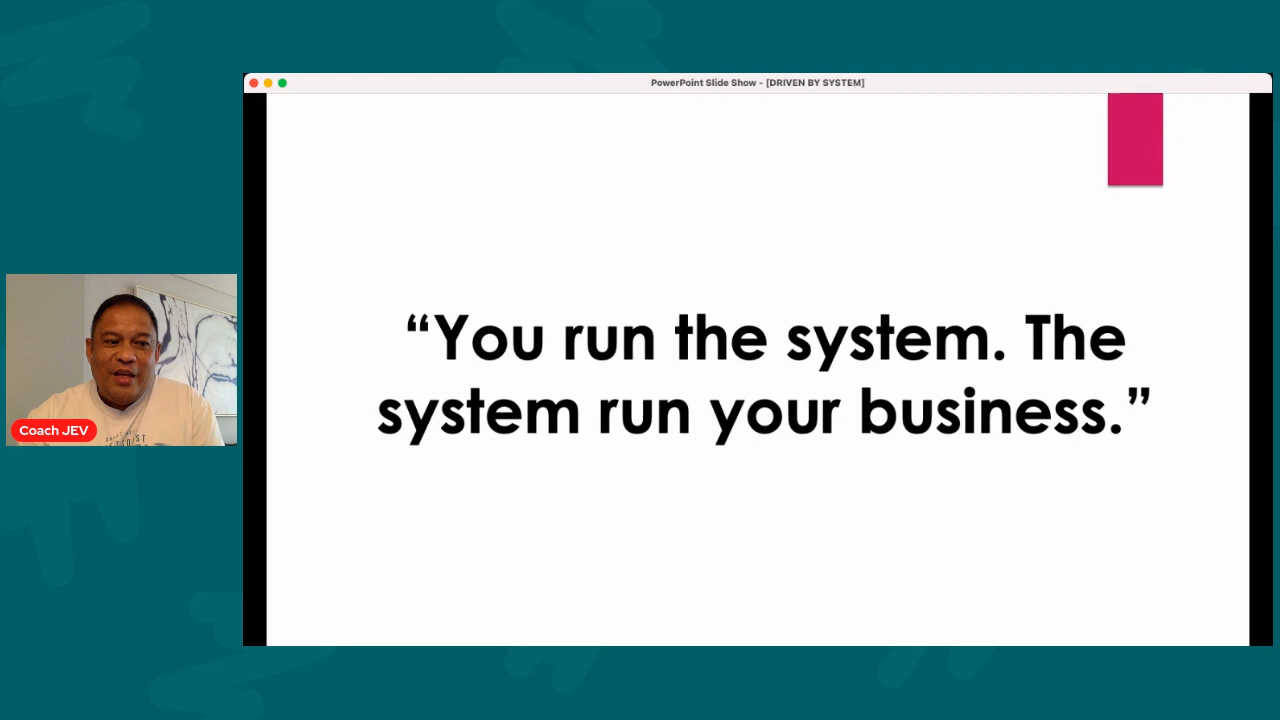 PowerPoint Slide Show - [DRIVEN BY SYSTEM]
“You run the system. The
system run your business.”
Coach JEV